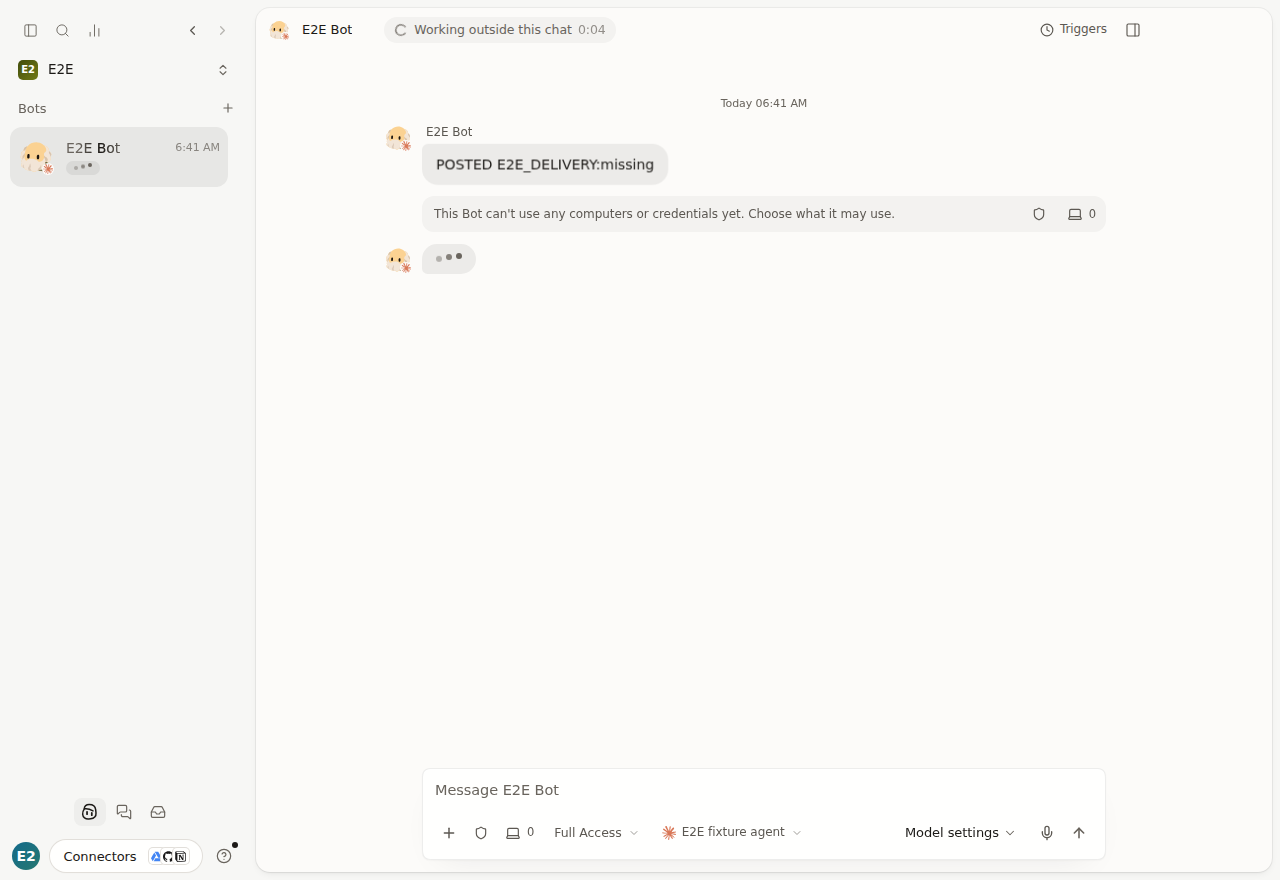 E2E Bot
Working outside this chat 0:04
Triggers
E2 E2E
Bots
E2E Bot
6:41 AM
Today 06:41 AM
E2E Bot
POSTED E2E_DELIVERY:missing
This Bot can't use any computers or credentials yet. Choose what it may use.
0
Message E2E Bot
0
Full Access
E2E fixture agent
Model settings
E2
Connectors